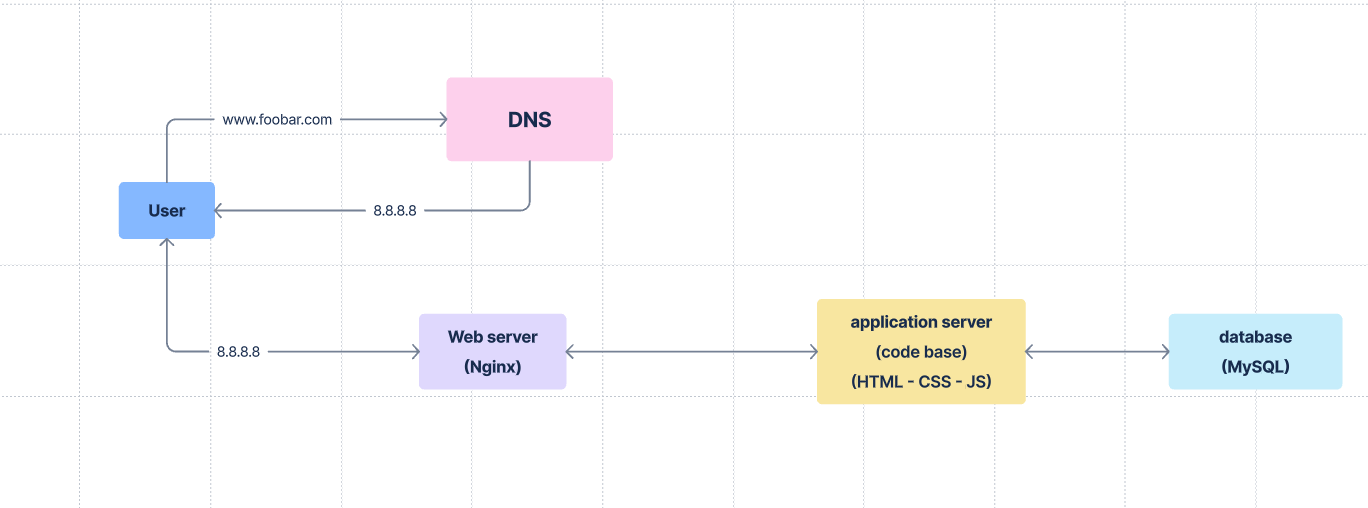 www.foobar.com
DNS
User
8.8.8.8
8.8.8.8
Web server
(Nginx)
application server
(code base)
(HTML - CSS - JS)
database
(MySQL)